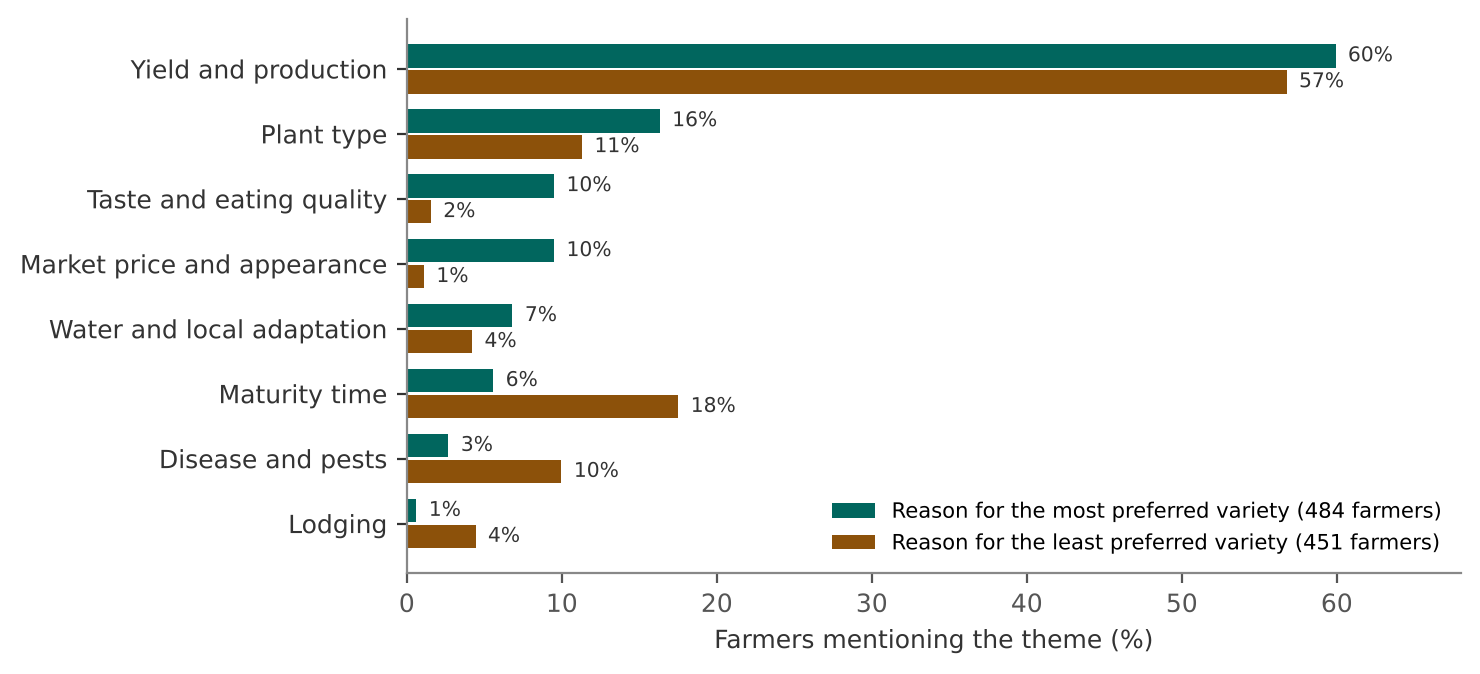 Yield and production
60%
57%
Plant type
16%
11%
Taste and eating quality
10%
2%
Market price and appearance
10%
1%
Water and local adaptation
7%
4%
Maturity time
6%
18%
Disease and pests
3%
10%
Lodging
1%
4%
Reason for the most preferred variety (484 farmers)
Reason for the least preferred variety (451 farmers)
0 10 20 30 40 50 60
Farmers mentioning the theme (%)